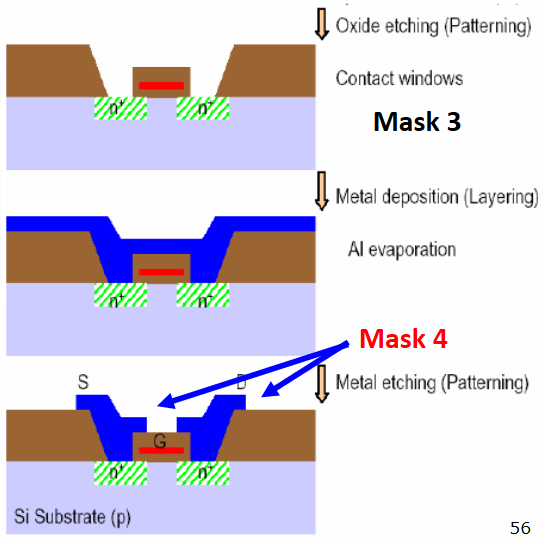 Oxide etching (Patterning)
Contact windows
n+ n+
Mask 3
Metal deposition (Layering)
Al evaporation
n+ n+
Mask 4
S D
Metal etching (Patterning)
G
n+ n+
Si Substrate (p)
56